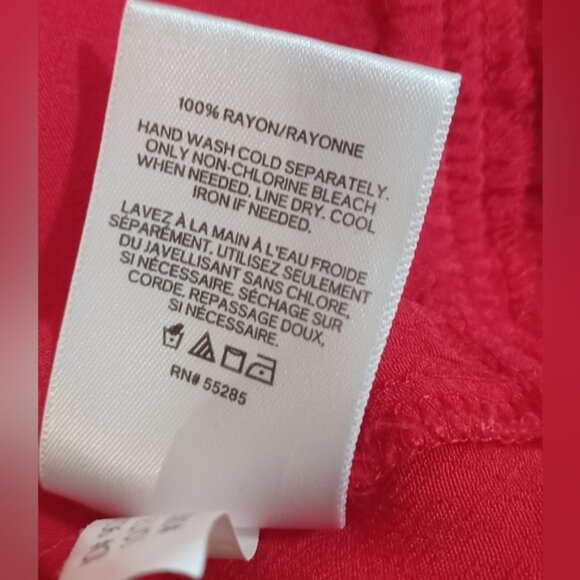 100% RAYON/RAYONNE
HAND WASH COLD SEPARATELY.
ONLY NON-CHLORINE BLEACH
WHEN NEEDED. LINE DRY. COOL
IRON IF NEEDED.
LAVEZ À LA MAIN À L'EAU FROIDE
SÉPARÉMENT. UTILISEZ SEULEMENT
DU JAVELLISANT SANS CHLORE,
SI NÉCESSAIRE. SÉCHAGE SUR
CORDE. REPASSAGE DOUX,
SI NÉCESSAIRE.
RN# 55285